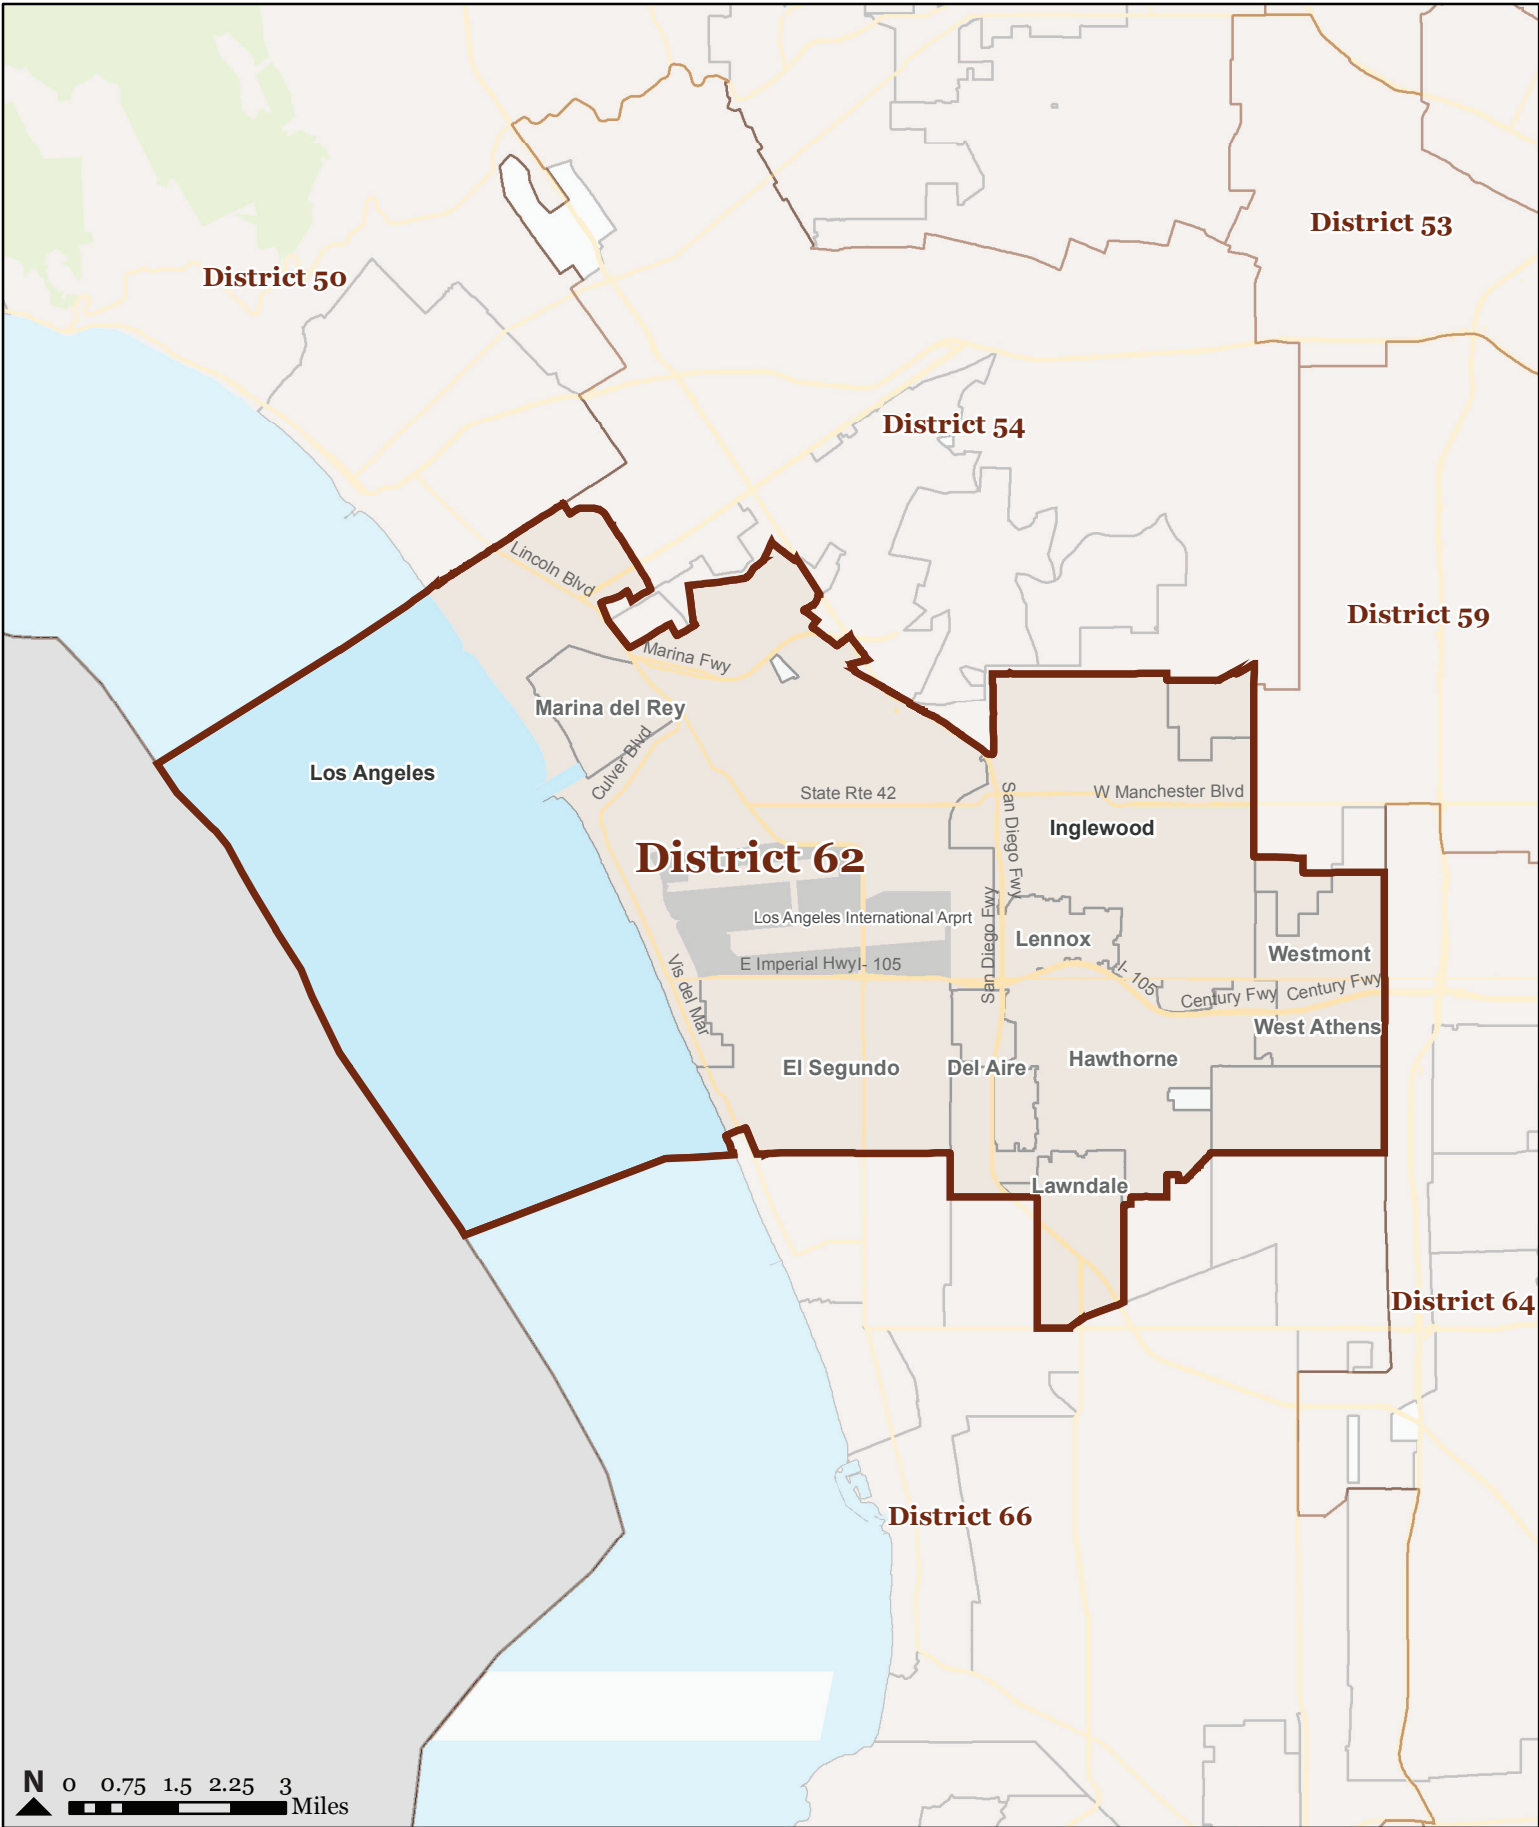 District 53
District 50
District 54
Lincoln Blvd
District 59
Marina Fwy
Marina del Rey
Culver Blvd
Los Angeles
State Rte 42
San Diego Fwy
W Manchester Blvd
Inglewood
District 62
Los Angeles International Arprt
San Diego Fwy
Lennox
Westmont
E Imperial Hwy
I- 105
I- 105
Century Fwy
Century Fwy
Vis del Mar
West Athens
El Segundo
Del Aire
Hawthorne
Lawndale
District 64
District 66
N
0 0.75 1.5 2.25 3
Miles